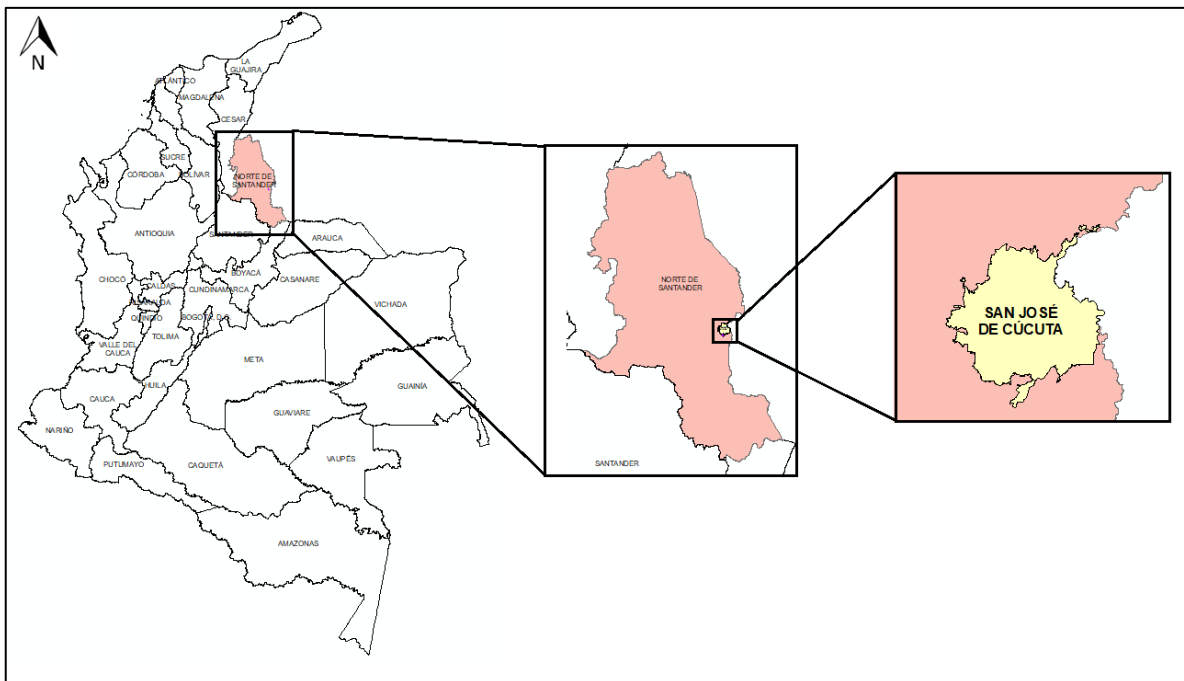 N
LA
GUAJIRA
ATLÁNTICO
MAGDALENA
CESAR
SUCRE
CÓRDOBA
BOLÍVAR
NORTE DE
SANTANDER
ANTIOQUIA
SANTANDER
ARAUCA
BOYACÁ
CHOCÓ
CALDAS
CUNDINAMARCA
CASANARE
RISARALDA
VICHADA
QUINDÍO
BOGOTÁ, D.C.
TOLIMA
VALLE DEL
CAUCA
META
HUILA
GUAINÍA
CAUCA
GUAVIARE
NARIÑO
VAUPÉS
PUTUMAYO
CAQUETÁ
AMAZONAS
NORTE DE
SANTANDER
SANTANDER
SAN JOSÉ
DE CÚCUTA